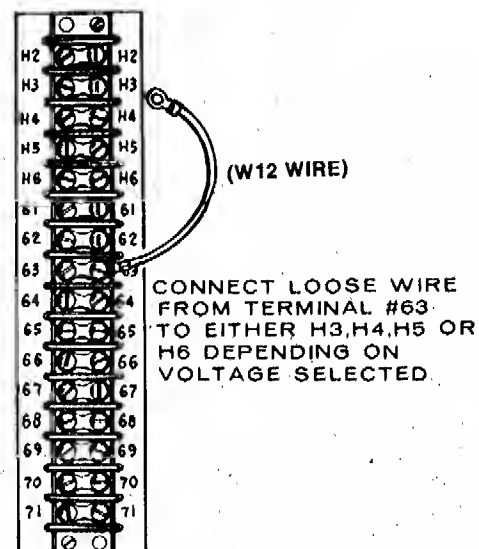 H2 H2
H3 H3
H4 H4
H5 H5
H6 H6
61 61
62 62
63 63
(W12 WIRE)
CONNECT LOOSE WIRE
FROM TERMINAL #63
TO EITHER H3,H4,H5 OR
H6 DEPENDING ON
VOLTAGE SELECTED.
64 64
65 65
66 66
67 67
68 68
69 69
70 70
71 71